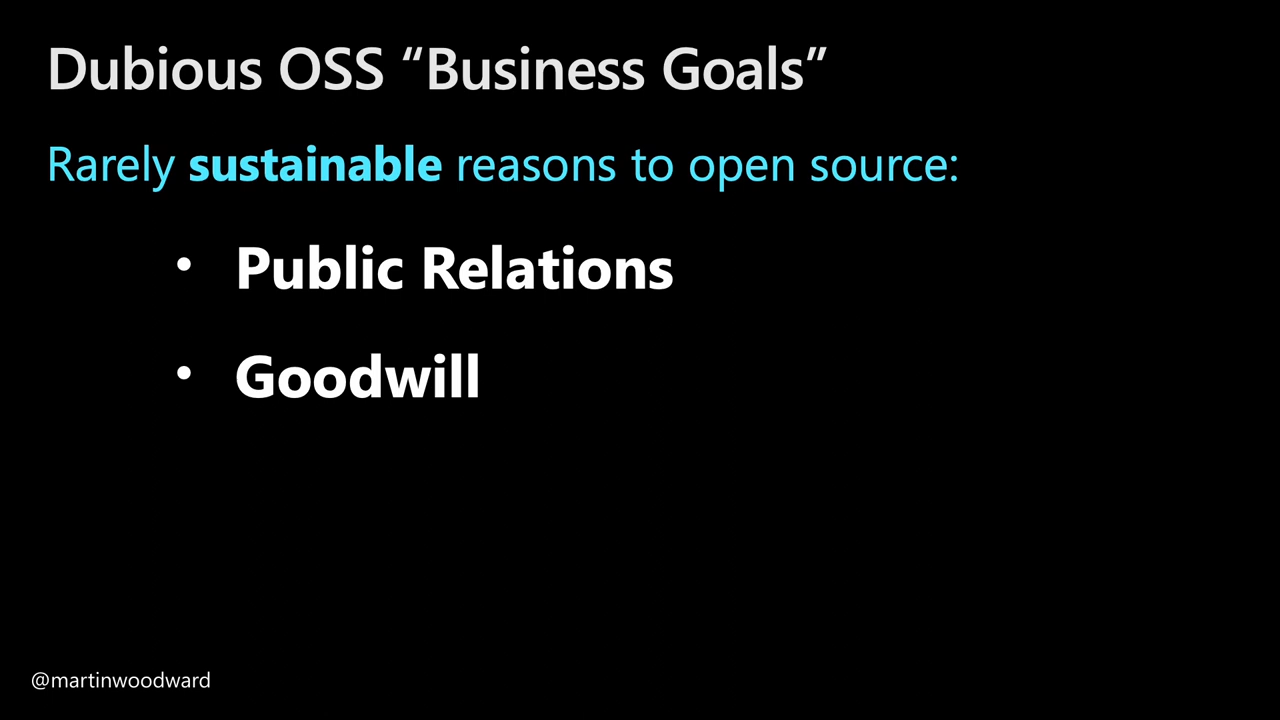 Dubious OSS “Business Goals”
Rarely sustainable reasons to open source:
• Public Relations
• Goodwill
@martinwoodward